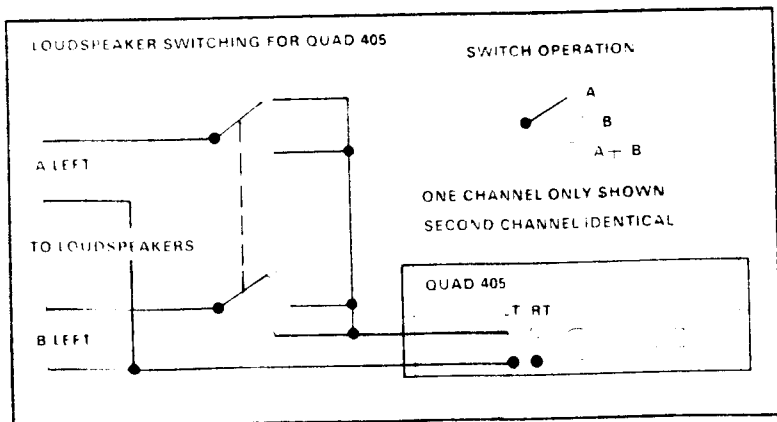 LOUDSPEAKER SWITCHING FOR QUAD 405
SWITCH OPERATION
A
B
A + B
A LEFT
ONE CHANNEL ONLY SHOWN
SECOND CHANNEL IDENTICAL
TO LOUDSPEAKERS
QUAD 405
RT
B LEFT